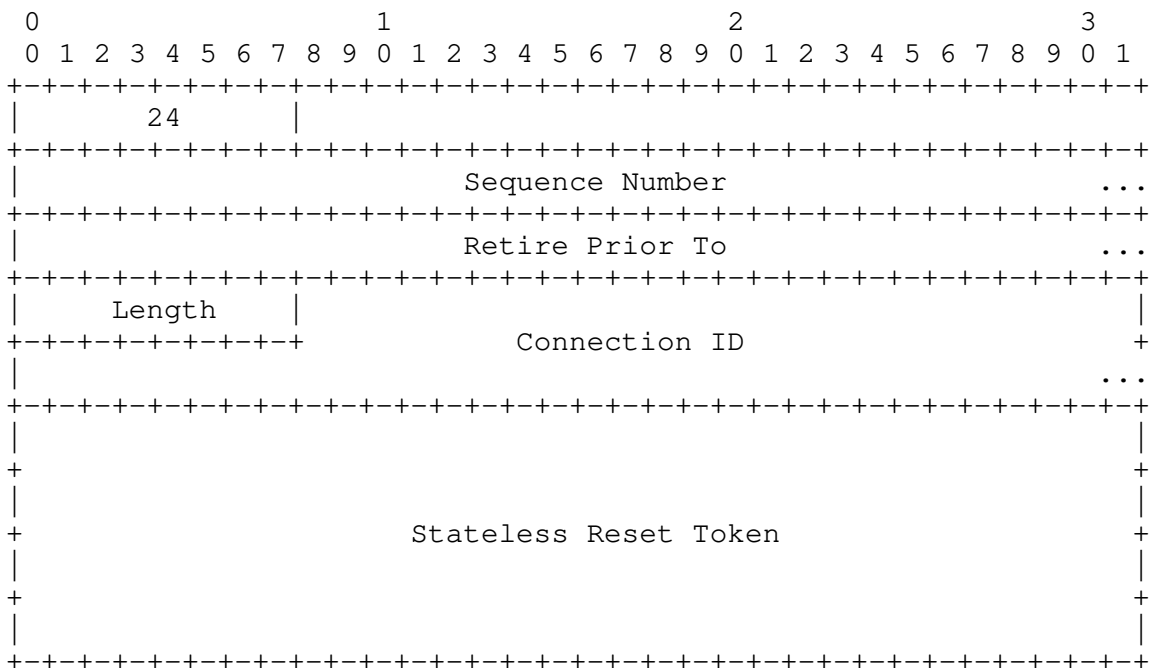 0                   1                   2                   3
0 1 2 3 4 5 6 7 8 9 0 1 2 3 4 5 6 7 8 9 0 1 2 3 4 5 6 7 8 9 0 1
+-+-+-+-+-+-+-+-+-+-+-+-+-+-+-+-+-+-+-+-+-+-+-+-+-+-+-+-+-+-+-+-+
|       24      |
+-+-+-+-+-+-+-+-+-+-+-+-+-+-+-+-+-+-+-+-+-+-+-+-+-+-+-+-+-+-+-+-+
|                         Sequence Number                     ...
+-+-+-+-+-+-+-+-+-+-+-+-+-+-+-+-+-+-+-+-+-+-+-+-+-+-+-+-+-+-+-+-+
|                         Retire Prior To                     ...
+-+-+-+-+-+-+-+-+-+-+-+-+-+-+-+-+-+-+-+-+-+-+-+-+-+-+-+-+-+-+-+-+
|     Length    |                                               |
+-+-+-+-+-+-+-+-+            Connection ID                      +
|                                                             ...
+-+-+-+-+-+-+-+-+-+-+-+-+-+-+-+-+-+-+-+-+-+-+-+-+-+-+-+-+-+-+-+-+
|                                                               |
+                                                               +
|                                                               |
+                      Stateless Reset Token                    +
|                                                               |
+                                                               +
|                                                               |
+-+-+-+-+-+-+-+-+-+-+-+-+-+-+-+-+-+-+-+-+-+-+-+-+-+-+-+-+-+-+-+-+